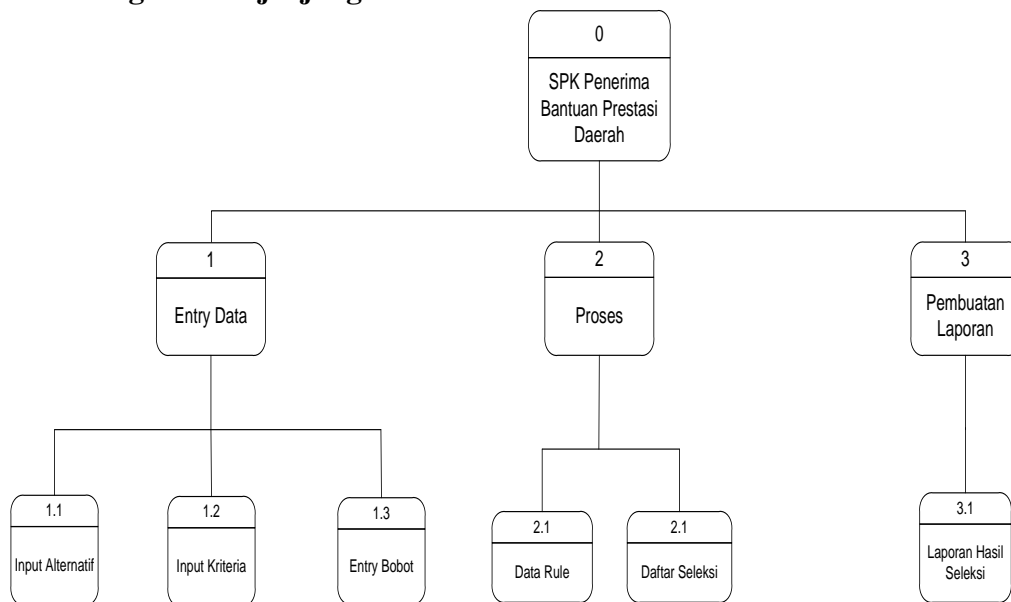 0
SPK Penerima
Bantuan Prestasi
Daerah
1
Entry Data
2
Proses
3
Pembuatan
Laporan
1.1
Input Alternatif
1.2
Input Kriteria
1.3
Entry Bobot
2.1
Data Rule
2.1
Daftar Seleksi
3.1
Laporan Hasil
Seleksi